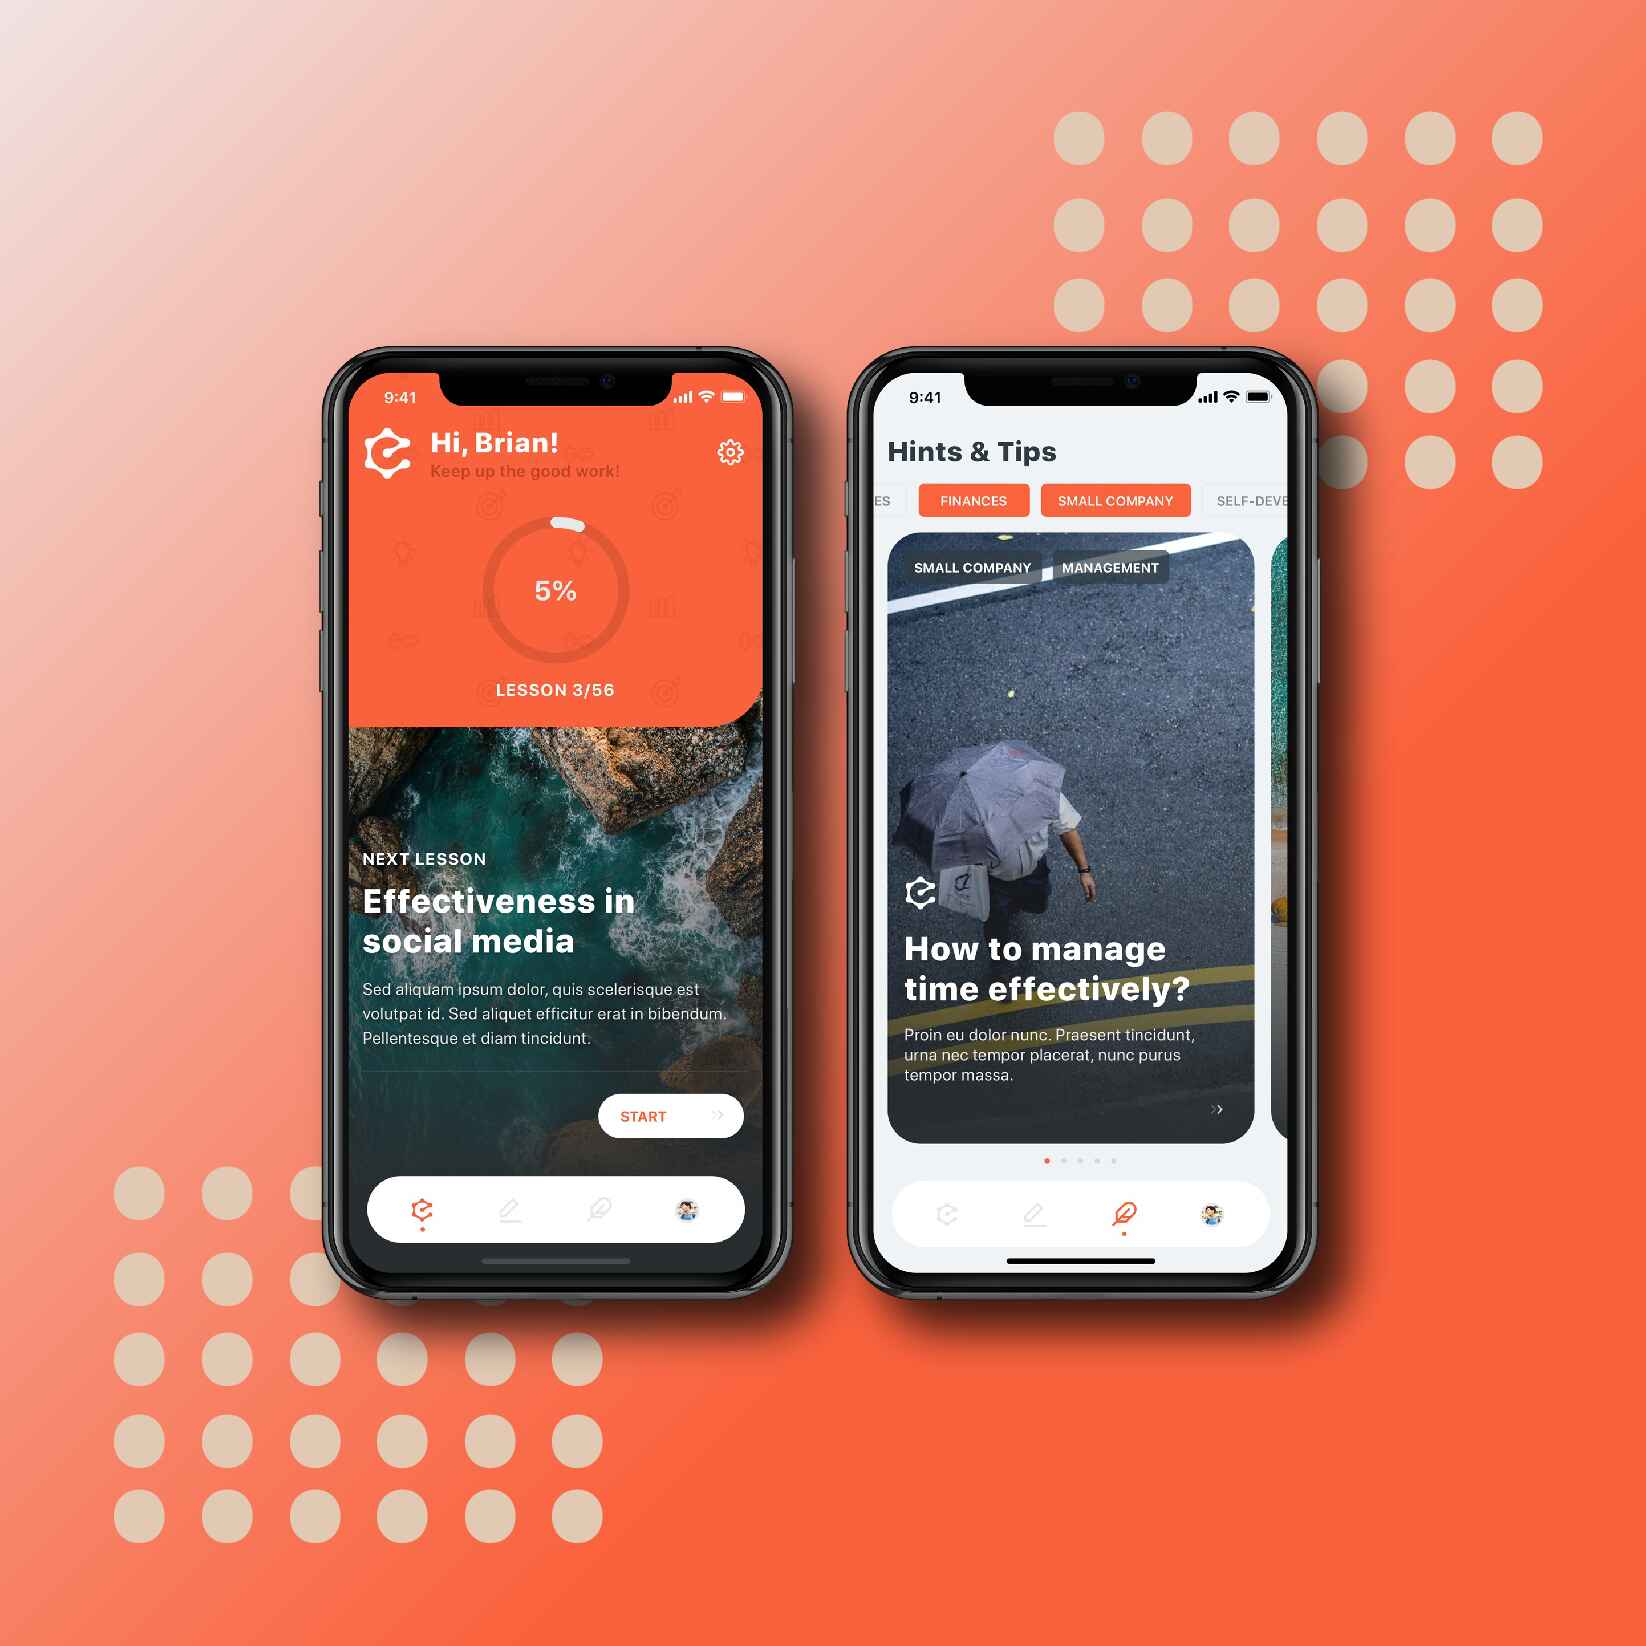 9:41
Hi, Brian!
Keep up the good work!
5%
LESSON 3/56
NEXT LESSON
Effectiveness in
social media
Sed aliquam ipsum dolor, quis scelerisque est
volutpat id. Sed aliquet efficitur erat in bibendum.
Pellentesque et diam tincidunt.
START
9:41
Hints & Tips
ES FINANCES SMALL COMPANY SELF-DEVE
SMALL COMPANY MANAGEMENT
How to manage
time effectively?
Proin eu dolor nunc. Praesent tincidunt,
urna nec tempor placerat, nunc purus
tempor massa.